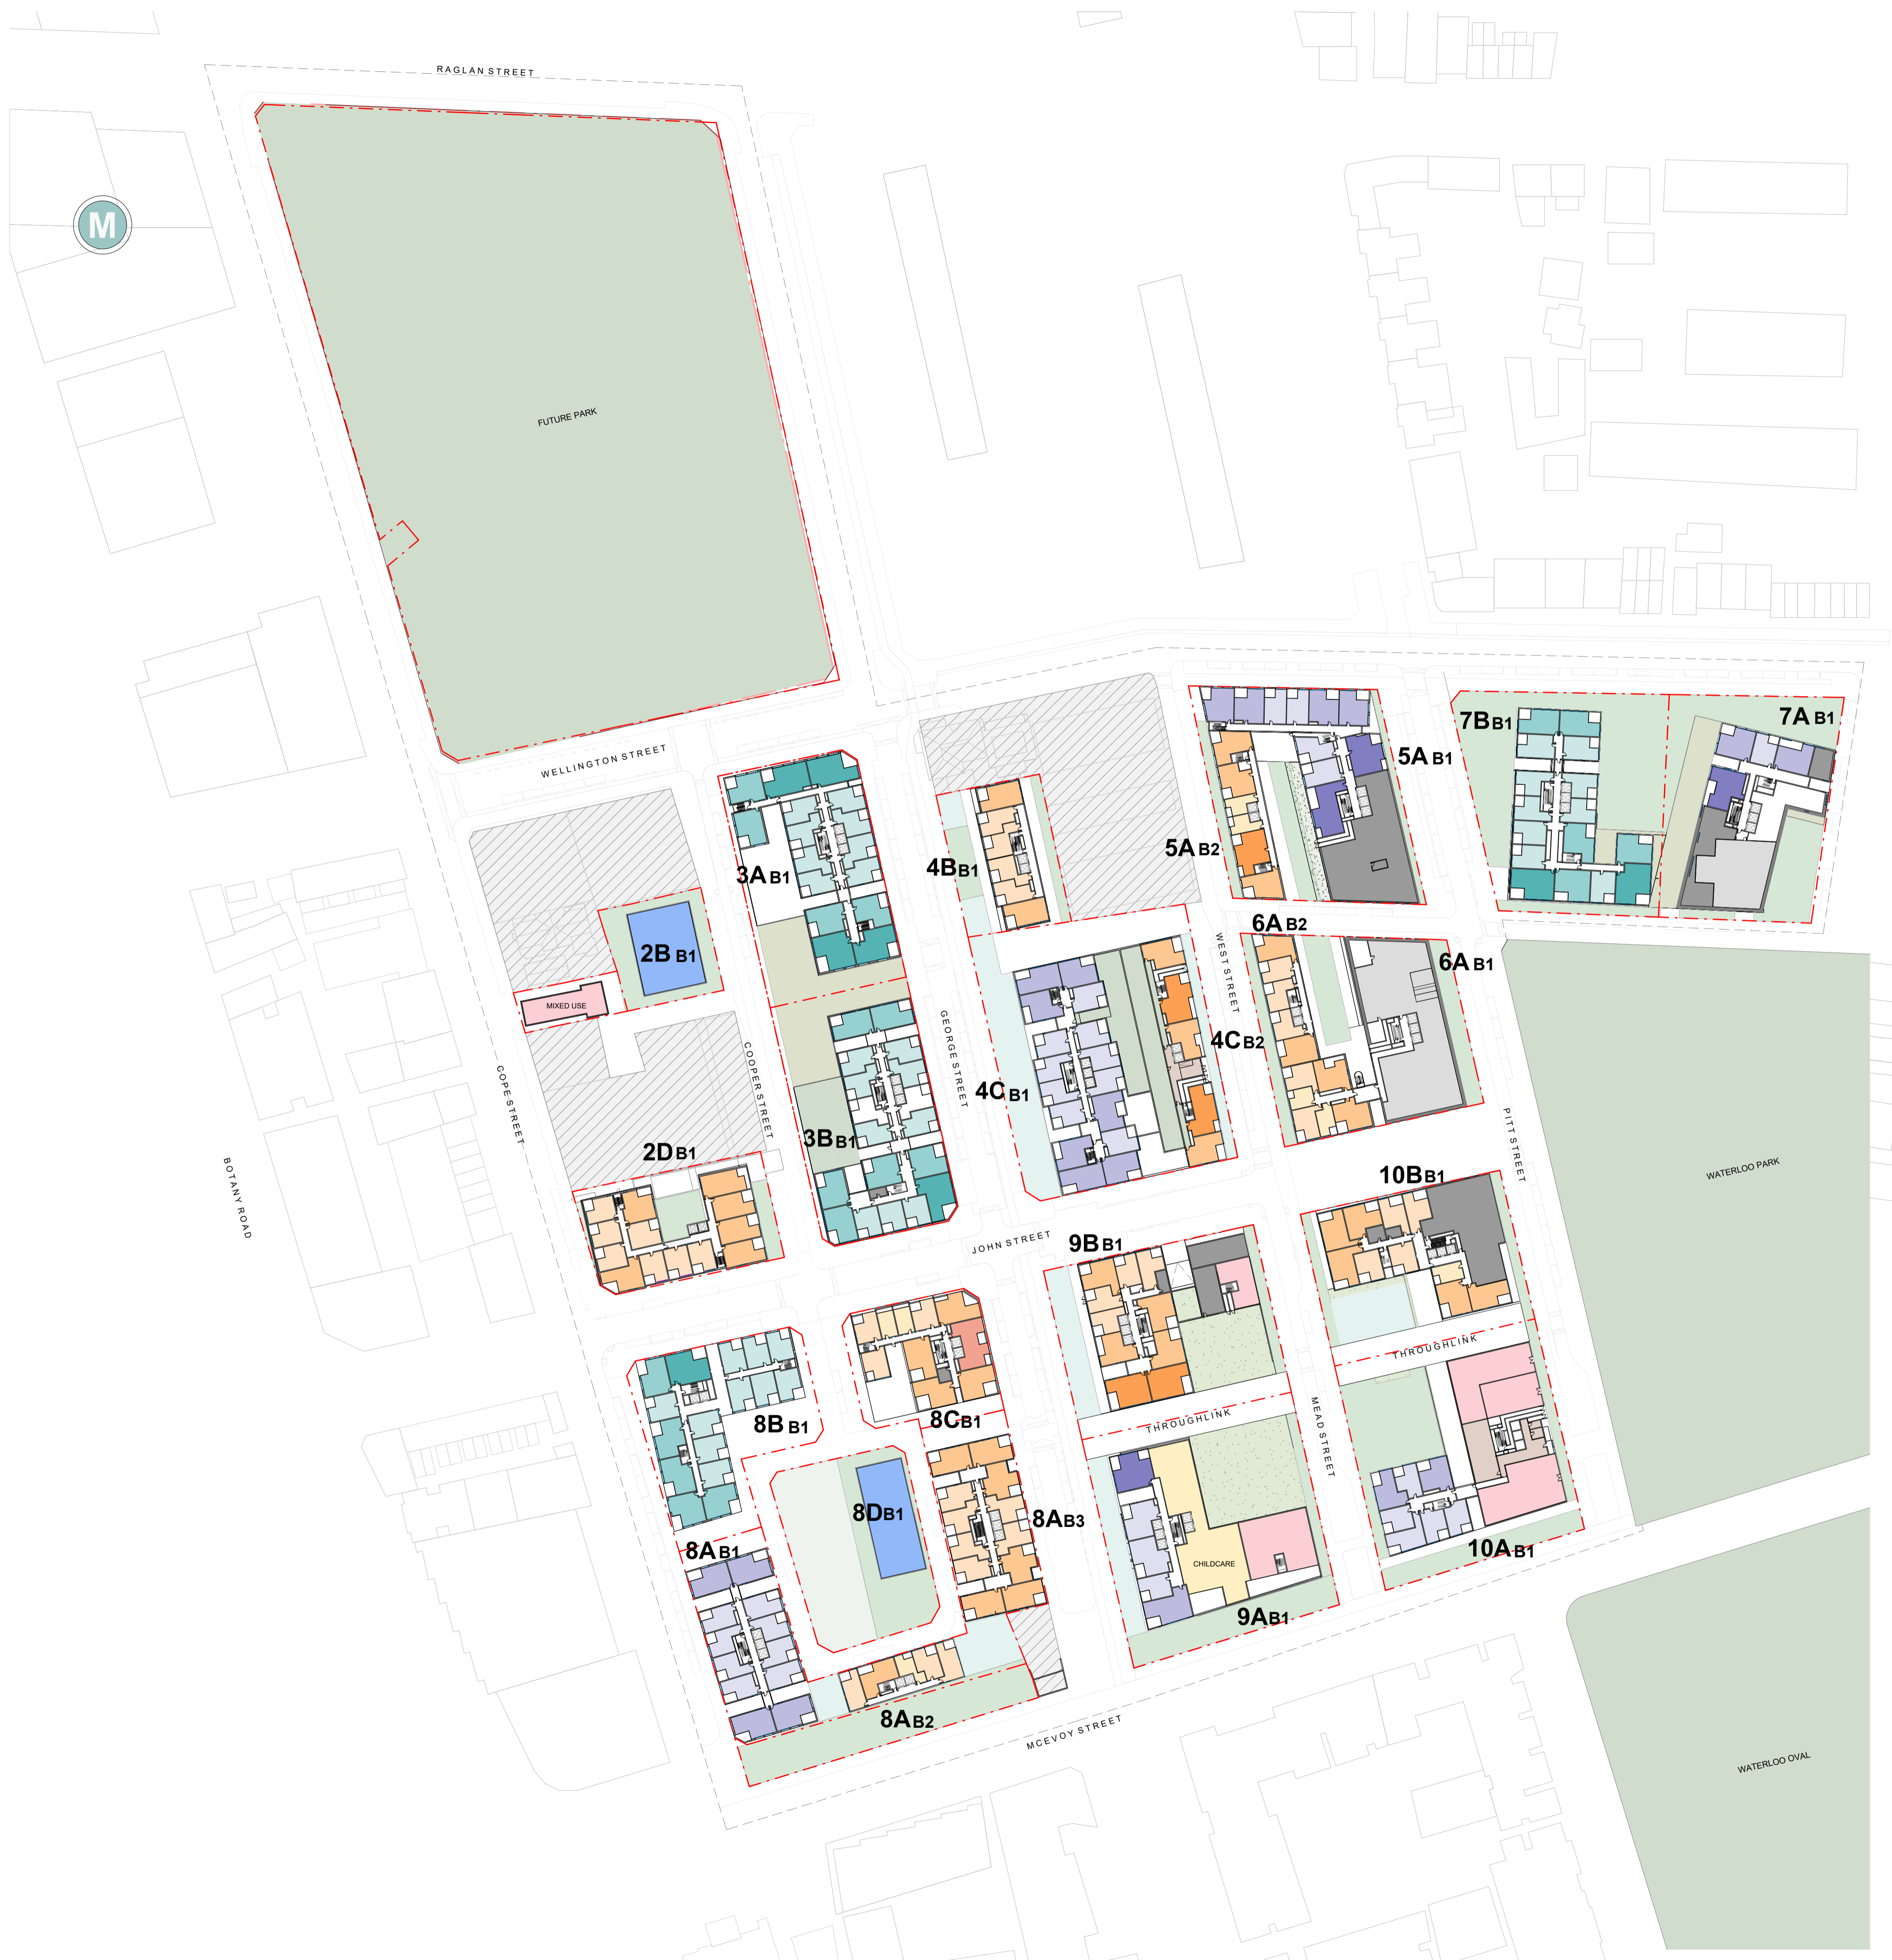 RAGLAN STREET
M
FUTURE PARK
WELLINGTON STREET
7B B1
7A B1
5A B1
5A B2
3A B1
4B B1
6A B2
2B B1
6A B1
MIXED USE
WEST STREET
GEORGE STREET
COOPER STREET
COPE STREET
4C B2
4C B1
PITT STREET
3B B1
2D B1
WATERLOO PARK
10B B1
BOTANY ROAD
JOHN STREET
9B B1
THROUGHLINK
8B B1
8C B1
THROUGHLINK
MEAD STREET
8D B1
8A B3
8A B1
10A B1
CHILDCARE
9A B1
8A B2
MCEVOY STREET
WATERLOO OVAL